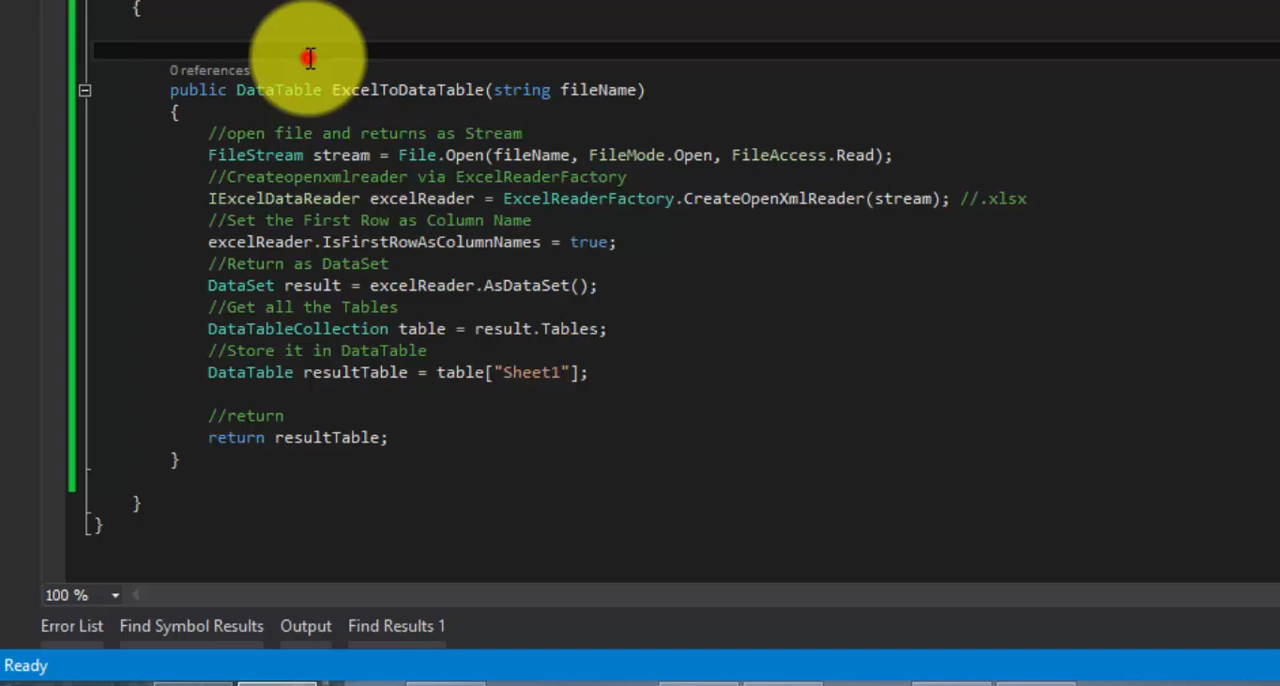 {
0 references
public DataTable ExcelToDataTable(string fileName)
{
//open file and returns as Stream
FileStream stream = File.Open(fileName, FileMode.Open, FileAccess.Read);
//Createopenxmlreader via ExcelReaderFactory
IExcelDataReader excelReader = ExcelReaderFactory.CreateOpenXmlReader(stream); //.xlsx
//Set the First Row as Column Name
excelReader.IsFirstRowAsColumnNames = true;
//Return as DataSet
DataSet result = excelReader.AsDataSet();
//Get all the Tables
DataTableCollection table = result.Tables;
//Store it in DataTable
DataTable resultTable = table["Sheet1"];
//return
return resultTable;
}
}
}
100 %
Error List Find Symbol Results Output Find Results 1
Ready